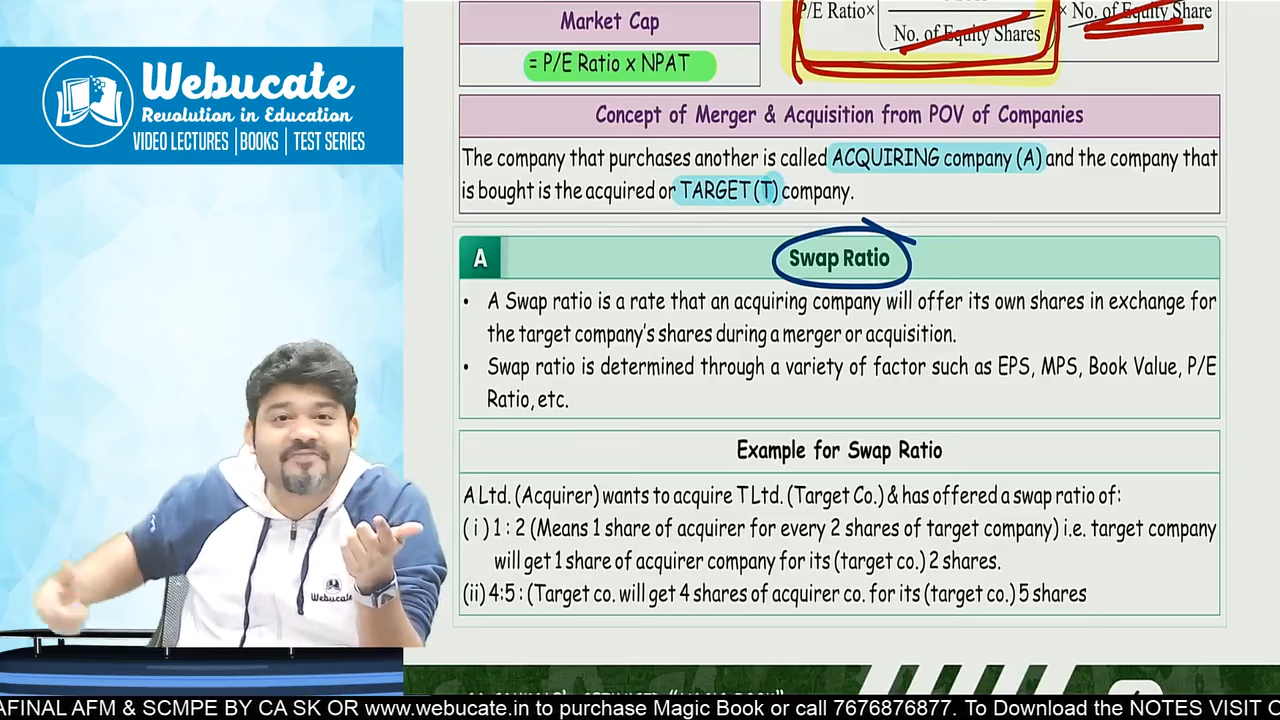 Webucate
Revolution in Education
VIDEO LECTURES | BOOKS | TEST SERIES
Webucate
Market Cap
= P/E Ratio x NPAT
P/E Ratio×
No. of Equity Shares
× No. of Equity Share
Concept of Merger & Acquisition from POV of Companies
The company that purchases another is called ACQUIRING company (A) and the company that
is bought is the acquired or TARGET (T) company.
A
Swap Ratio
• A Swap ratio is a rate that an acquiring company will offer its own shares in exchange for
the target company's shares during a merger or acquisition.
• Swap ratio is determined through a variety of factor such as EPS, MPS, Book Value, P/E
Ratio, etc.
Example for Swap Ratio
A Ltd. (Acquirer) wants to acquire T Ltd. (Target Co.) & has offered a swap ratio of:
(i) 1 : 2 (Means 1 share of acquirer for every 2 shares of target company) i.e. target company
will get 1 share of acquirer company for its (target co.) 2 shares.
(ii) 4:5 : (Target co. will get 4 shares of acquirer co. for its (target co.) 5 shares
AFINAL AFM & SCMPE BY CA SK OR www.webucate.in to purchase Magic Book or call 7676876877. To Download the NOTES VISIT